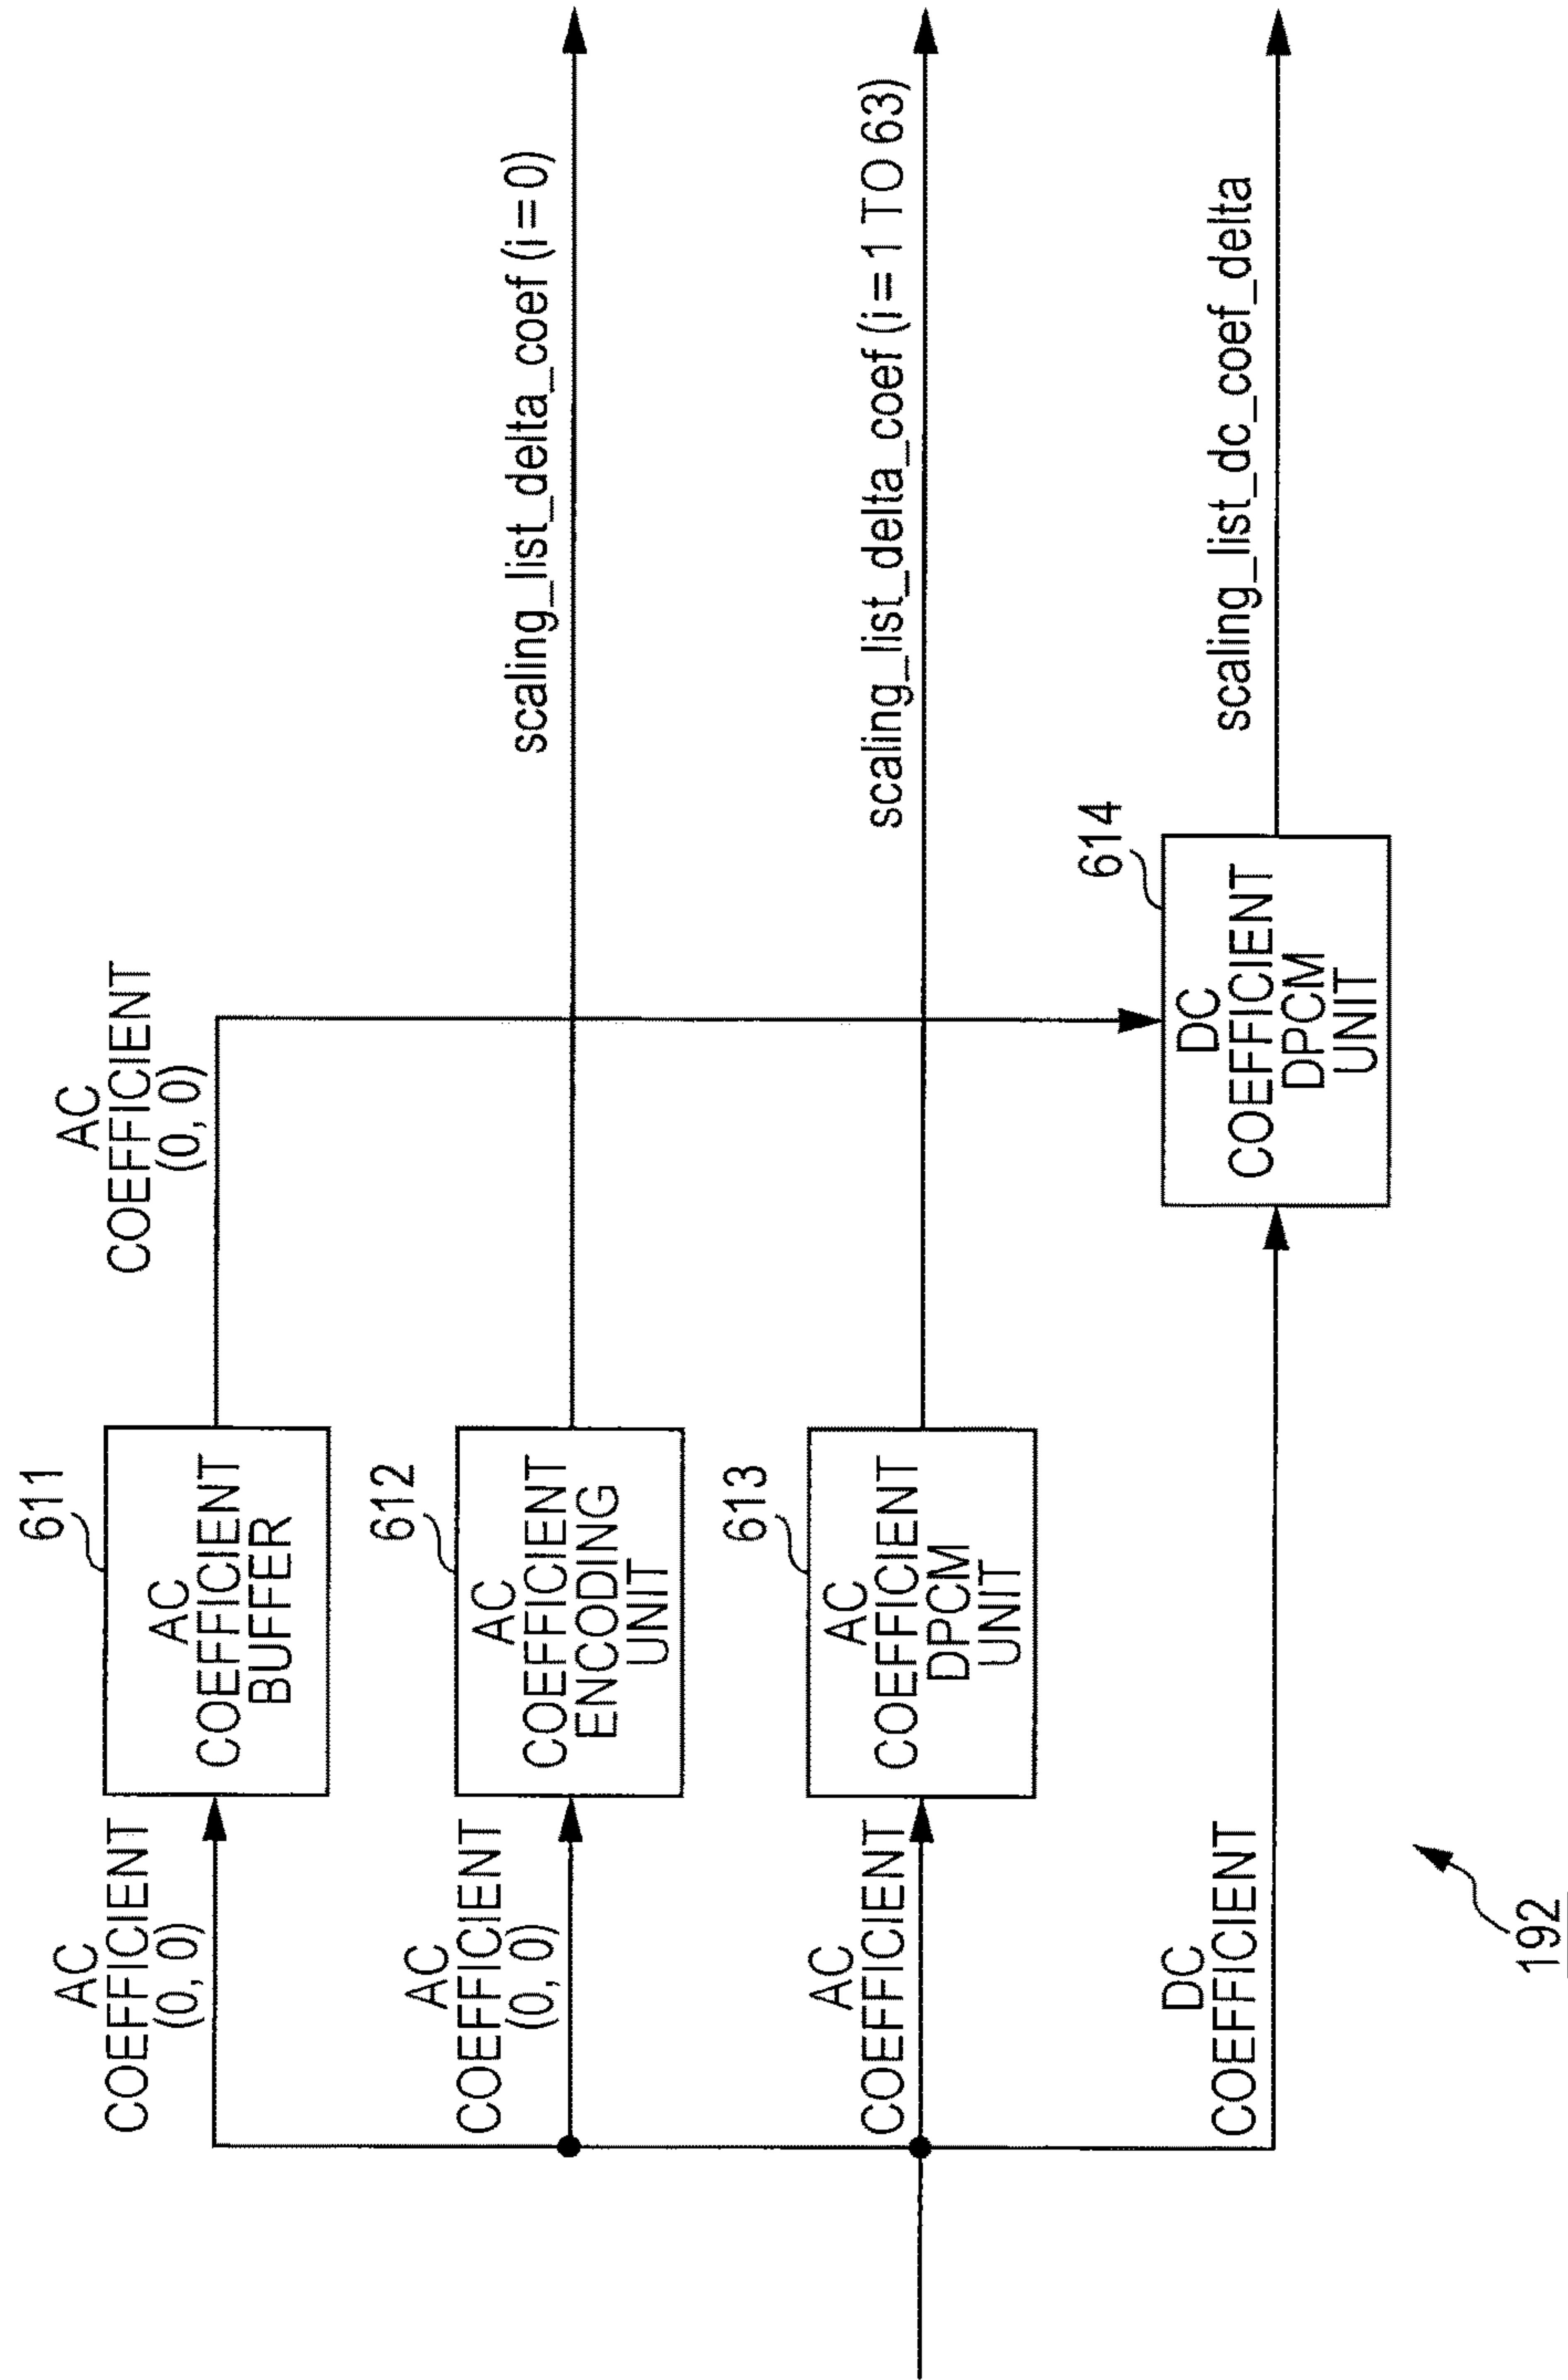 AC
COEFFICIENT
(0, 0)
611
AC
COEFFICIENT
BUFFER
AC
COEFFICIENT
(0, 0)
AC
COEFFICIENT
(0, 0)
612
AC
COEFFICIENT
ENCODING
UNIT
scaling_list_delta_coef (i = 0)
AC
COEFFICIENT
613
AC
COEFFICIENT
DPCM
UNIT
scaling_list_delta_coef (i = 1 TO 63)
DC
COEFFICIENT
614
DC
COEFFICIENT
DPCM
UNIT
scaling_list_dc_coef_delta
192